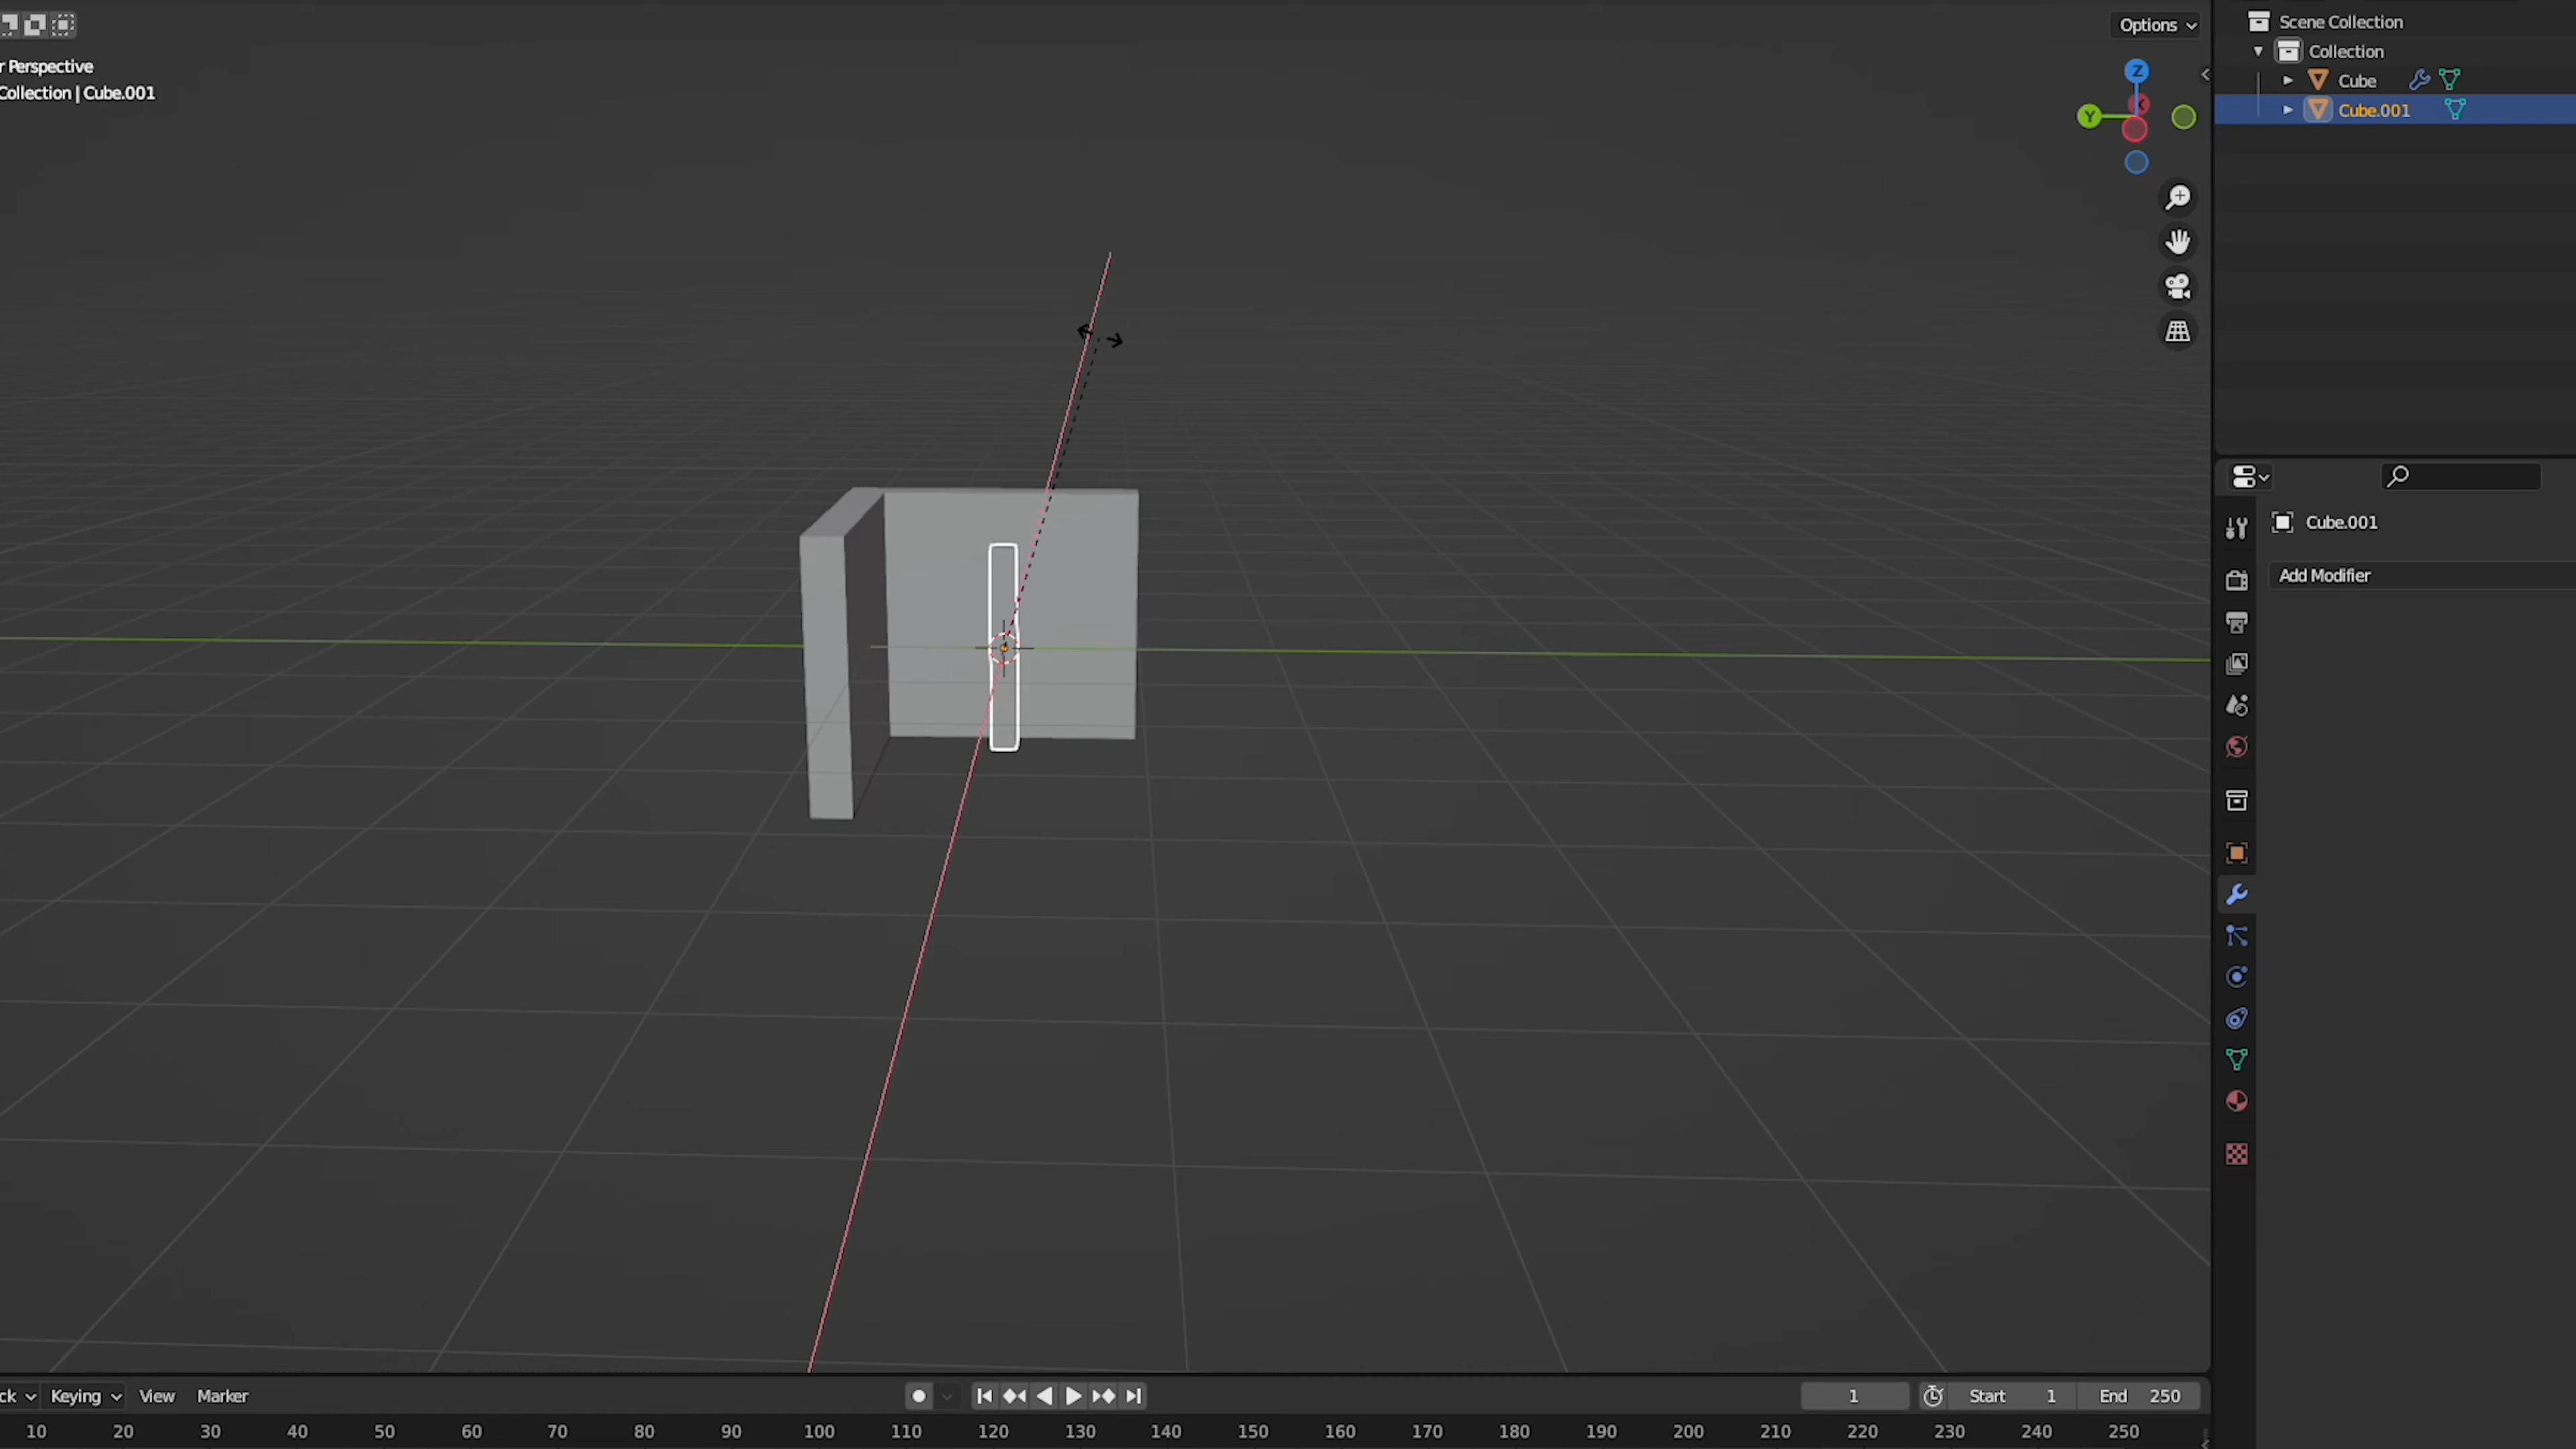 Options
r Perspective
Collection | Cube.001
Z
Y
Scene Collection
Collection
Cube
Cube.001
Cube.001
Add Modifier
ck Keying View Marker
1 Start 1 End 250
10 20 30 40 50 60 70 80 90 100 110 120 130 140 150 160 170 180 190 200 210 220 230 240 250